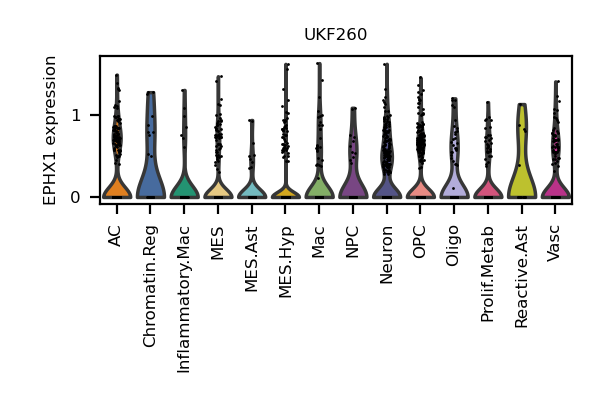 UKF260
EPHX1 expression
1
0
AC
Chromatin.Reg
Inflammatory.Mac
MES
MES.Ast
MES.Hyp
Mac
NPC
Neuron
OPC
Oligo
Prolif.Metab
Reactive.Ast
Vasc